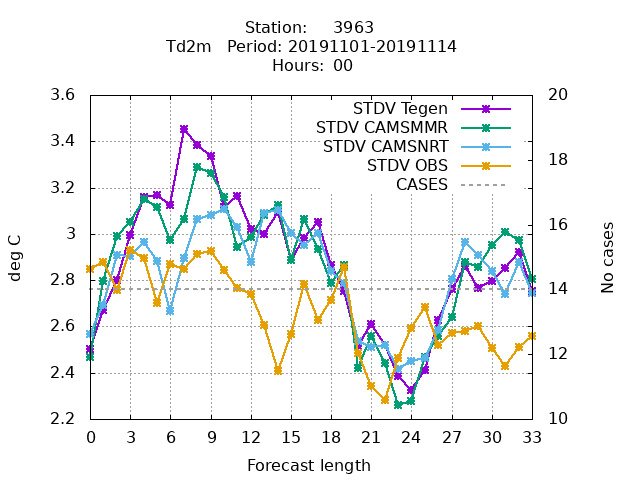 Station: 3963
Td2m Period: 20191101-20191114
Hours: 00
3.6
3.4
3.2
3
2.8
2.6
2.4
2.2
20
18
16
14
12
10
deg C
No cases
STDV Tegen
STDV CAMSMMR
STDV CAMSNRT
STDV OBS
CASES
0 3 6 9 12 15 18 21 24 27 30 33
Forecast length